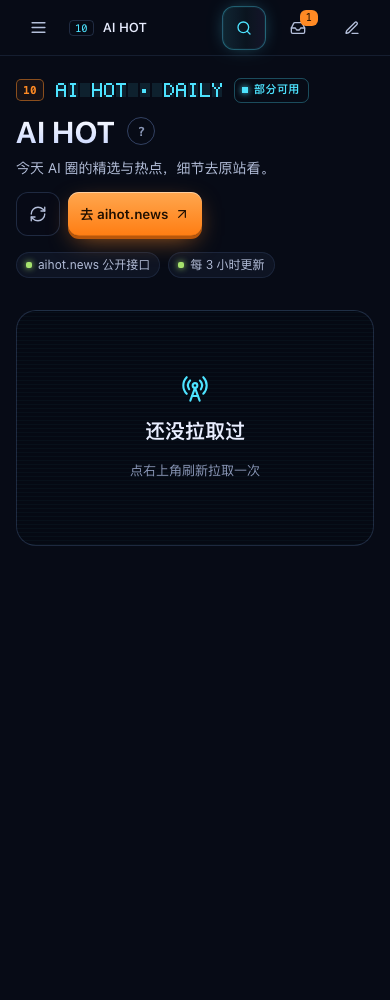 10 AI HOT 1
10 AI HOT · DAILY 部分可用
AI HOT ?
今天 AI 圈的精选与热点，细节去原站看。
去 aihot.news
aihot.news 公开接口 每 3 小时更新
还没拉取过
点右上角刷新拉取一次